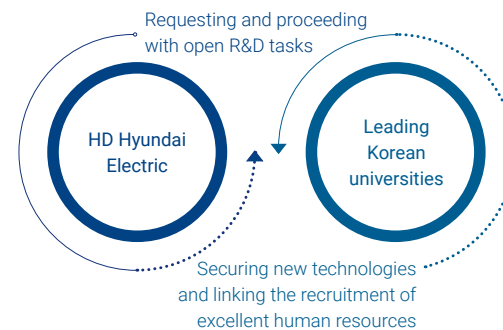 Requesting and proceeding
with open R&D tasks
HD Hyundai
Electric
Leading
Korean
universities
Securing new technologies
and linking the recruitment of
excellent human resources